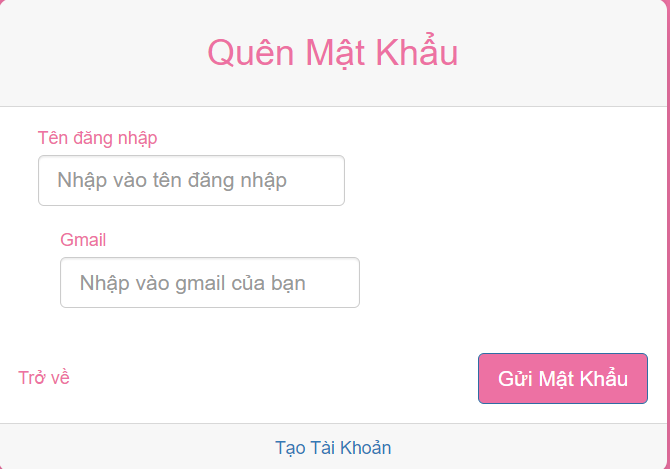 Quên Mật Khẩu
Tên đăng nhập
Nhập vào tên đăng nhập
Gmail
Nhập vào gmail của bạn
Trở về
Gửi Mật Khẩu
Tạo Tài Khoản